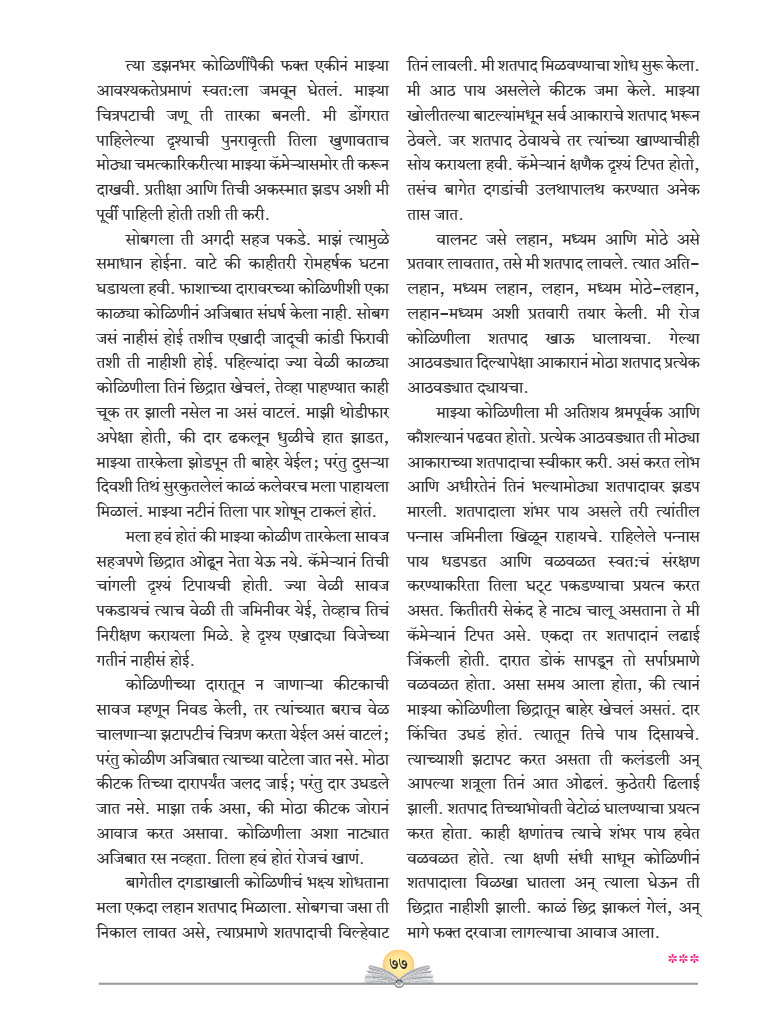 त्या डझनभर कोळिणींपैकी फक्त एकीनं माझ्या
आवश्यकतेप्रमाणं स्वत:ला जमवून घेतलं. माझ्या
चित्रपटाची जणू ती तारका बनली. मी डोंगरात
पाहिलेल्या दृश्याची पुनरावृत्ती तिला खुणावताच
मोठ्या चमत्कारिकरीत्या माझ्या कॅमेऱ्यासमोर ती करून
दाखवी. प्रतीक्षा आणि तिची अकस्मात झडप अशी मी
पूर्वी पाहिली होती तशी ती करी.
सोबगला ती अगदी सहज पकडे. माझं त्यामुळे
समाधान होईना. वाटे की काहीतरी रोमहर्षक घटना
घडायला हवी. फाशाच्या दारावरच्या कोळिणीशी एका
काळ्या कोळिणीनं अजिबात संघर्ष केला नाही. सोबग
जसं नाहीसं होई तशीच एखादी जादूची कांडी फिरावी
तशी ती नाहीशी होई. पहिल्यांदा ज्या वेळी काळ्या
कोळिणीला तिनं छिद्रात खेचलं, तेव्हा पाहण्यात काही
चूक तर झाली नसेल ना असं वाटलं. माझी थोडीफार
अपेक्षा होती, की दार ढकलून धुळीचे हात झाडत,
माझ्या तारकेला झोडपून ती बाहेर येईल; परंतु दुसऱ्या
दिवशी तिथं सुरकुतलेलं काळं कलेवरच मला पाहायला
मिळालं. माझ्या नटीनं तिला पार शोषून टाकलं होतं.
मला हवं होतं की माझ्या कोळीण तारकेला सावज
सहजपणे छिद्रात ओढून नेता येऊ नये. कॅमेऱ्यानं तिची
चांगली दृश्यं टिपायची होती. ज्या वेळी सावज
पकडायचं त्याच वेळी ती जमिनीवर येई, तेव्हाच तिचं
निरीक्षण करायला मिळे. हे दृश्य एखाद्या विजेच्या
गतीनं नाहीसं होई.
कोळिणीच्या दारातून न जाणाऱ्या कीटकाची
सावज म्हणून निवड केली, तर त्यांच्यात बराच वेळ
चालणाऱ्या झटापटीचं चित्रण करता येईल असं वाटलं;
परंतु कोळीण अजिबात त्याच्या वाटेला जात नसे. मोठा
कीटक तिच्या दारापर्यंत जलद जाई; परंतु दार उघडले
जात नसे. माझा तर्क असा, की मोठा कीटक जोरानं
आवाज करत असावा. कोळिणीला अशा नाट्यात
अजिबात रस नव्हता. तिला हवं होतं रोजचं खाणं.
बागेतील दगडाखाली कोळिणीचं भक्ष्य शोधताना
मला एकदा लहान शतपाद मिळाला. सोबगचा जसा ती
निकाल लावत असे, त्याप्रमाणे शतपादाची विल्हेवाट
तिनं लावली. मी शतपाद मिळवण्याचा शोध सुरू केला.
मी आठ पाय असलेले कीटक जमा केले. माझ्या
खोलीतल्या बाटल्यांमधून सर्व आकाराचे शतपाद भरून
ठेवले. जर शतपाद ठेवायचे तर त्यांच्या खाण्याचीही
सोय करायला हवी. कॅमेऱ्यानं क्षणैक दृश्यं टिपत होतो,
तसंच बागेत दगडांची उलथापालथ करण्यात अनेक
तास जात.
वालनट जसे लहान, मध्यम आणि मोठे असे
प्रतवार लावतात, तसे मी शतपाद लावले. त्यात अति-
लहान, मध्यम लहान, लहान, मध्यम मोठे-लहान,
लहान-मध्यम अशी प्रतवारी तयार केली. मी रोज
कोळिणीला शतपाद खाऊ घालायचा. गेल्या
आठवड्यात दिल्यापेक्षा आकारानं मोठा शतपाद प्रत्येक
आठवड्यात द्यायचा.
माझ्या कोळिणीला मी अतिशय श्रमपूर्वक आणि
कौशल्यानं पढवत होतो. प्रत्येक आठवड्यात ती मोठ्या
आकाराच्या शतपादाचा स्वीकार करी. असं करत लोभ
आणि अधीरतेनं तिनं भल्यामोठ्या शतपादावर झडप
मारली. शतपादाला शंभर पाय असले तरी त्यांतील
पन्नास जमिनीला खिळून राहायचे. राहिलेले पन्नास
पाय धडपडत आणि वळवळत स्वत:चं संरक्षण
करण्याकरिता तिला घट्ट पकडण्याचा प्रयत्न करत
असत. कितीतरी सेकंद हे नाट्य चालू असताना ते मी
कॅमेऱ्यानं टिपत असे. एकदा तर शतपादानं लढाई
जिंकली होती. दारात डोकं सापडून तो सर्पाप्रमाणे
वळवळत होता. असा समय आला होता, की त्यानं
माझ्या कोळिणीला छिद्रातून बाहेर खेचलं असतं. दार
किंचित उघडं होतं. त्यातून तिचे पाय दिसायचे.
त्याच्याशी झटापट करत असता ती कलंडली अन्
आपल्या शत्रूला तिनं आत ओढलं. कुठेतरी ढिलाई
झाली. शतपाद तिच्याभोवती वेटोळं घालण्याचा प्रयत्न
करत होता. काही क्षणांतच त्याचे शंभर पाय हवेत
वळवळत होते. त्या क्षणी संधी साधून कोळिणीनं
शतपादाला विळखा घातला अन् त्याला घेऊन ती
छिद्रात नाहीशी झाली. काळं छिद्र झाकलं गेलं, अन्
मागे फक्त दरवाजा लागल्याचा आवाज आला.
***
७७